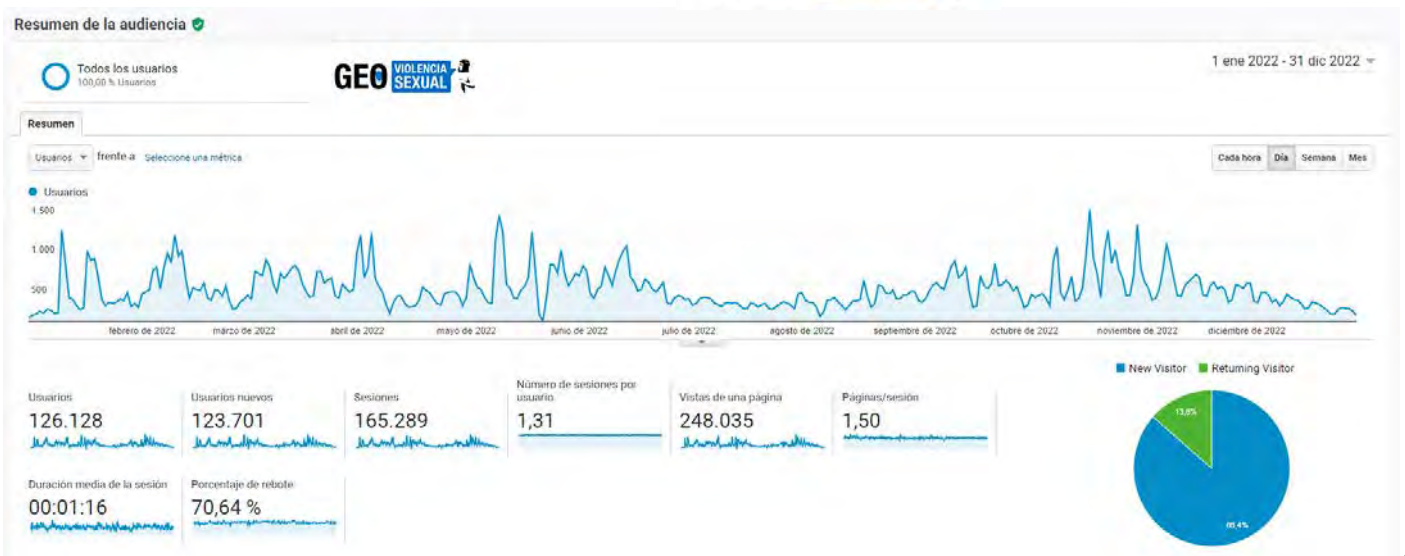 Resumen de la audiencia
Todos los usuarios
100,00 % Usuarios
GEO VIOLENCIA SEXUAL
1 ene 2022 - 31 dic 2022
Resumen
Usuarios frente a Seleccione una métrica
Cada hora Día Semana Mes
Usuarios
1.500
1.000
500
febrero de 2022 marzo de 2022 abril de 2022 mayo de 2022 junio de 2022 julio de 2022 agosto de 2022 septiembre de 2022 octubre de 2022 noviembre de 2022 diciembre de 2022
New Visitor Returning Visitor
Usuarios
126.128
Usuarios nuevos
123.701
Sesiones
165.289
Número de sesiones por
usuario
1,31
Vistas de una página
248.035
Páginas/sesión
1,50
13,6%
86,4%
Duración media de la sesión
00:01:16
Porcentaje de rebote
70,64 %